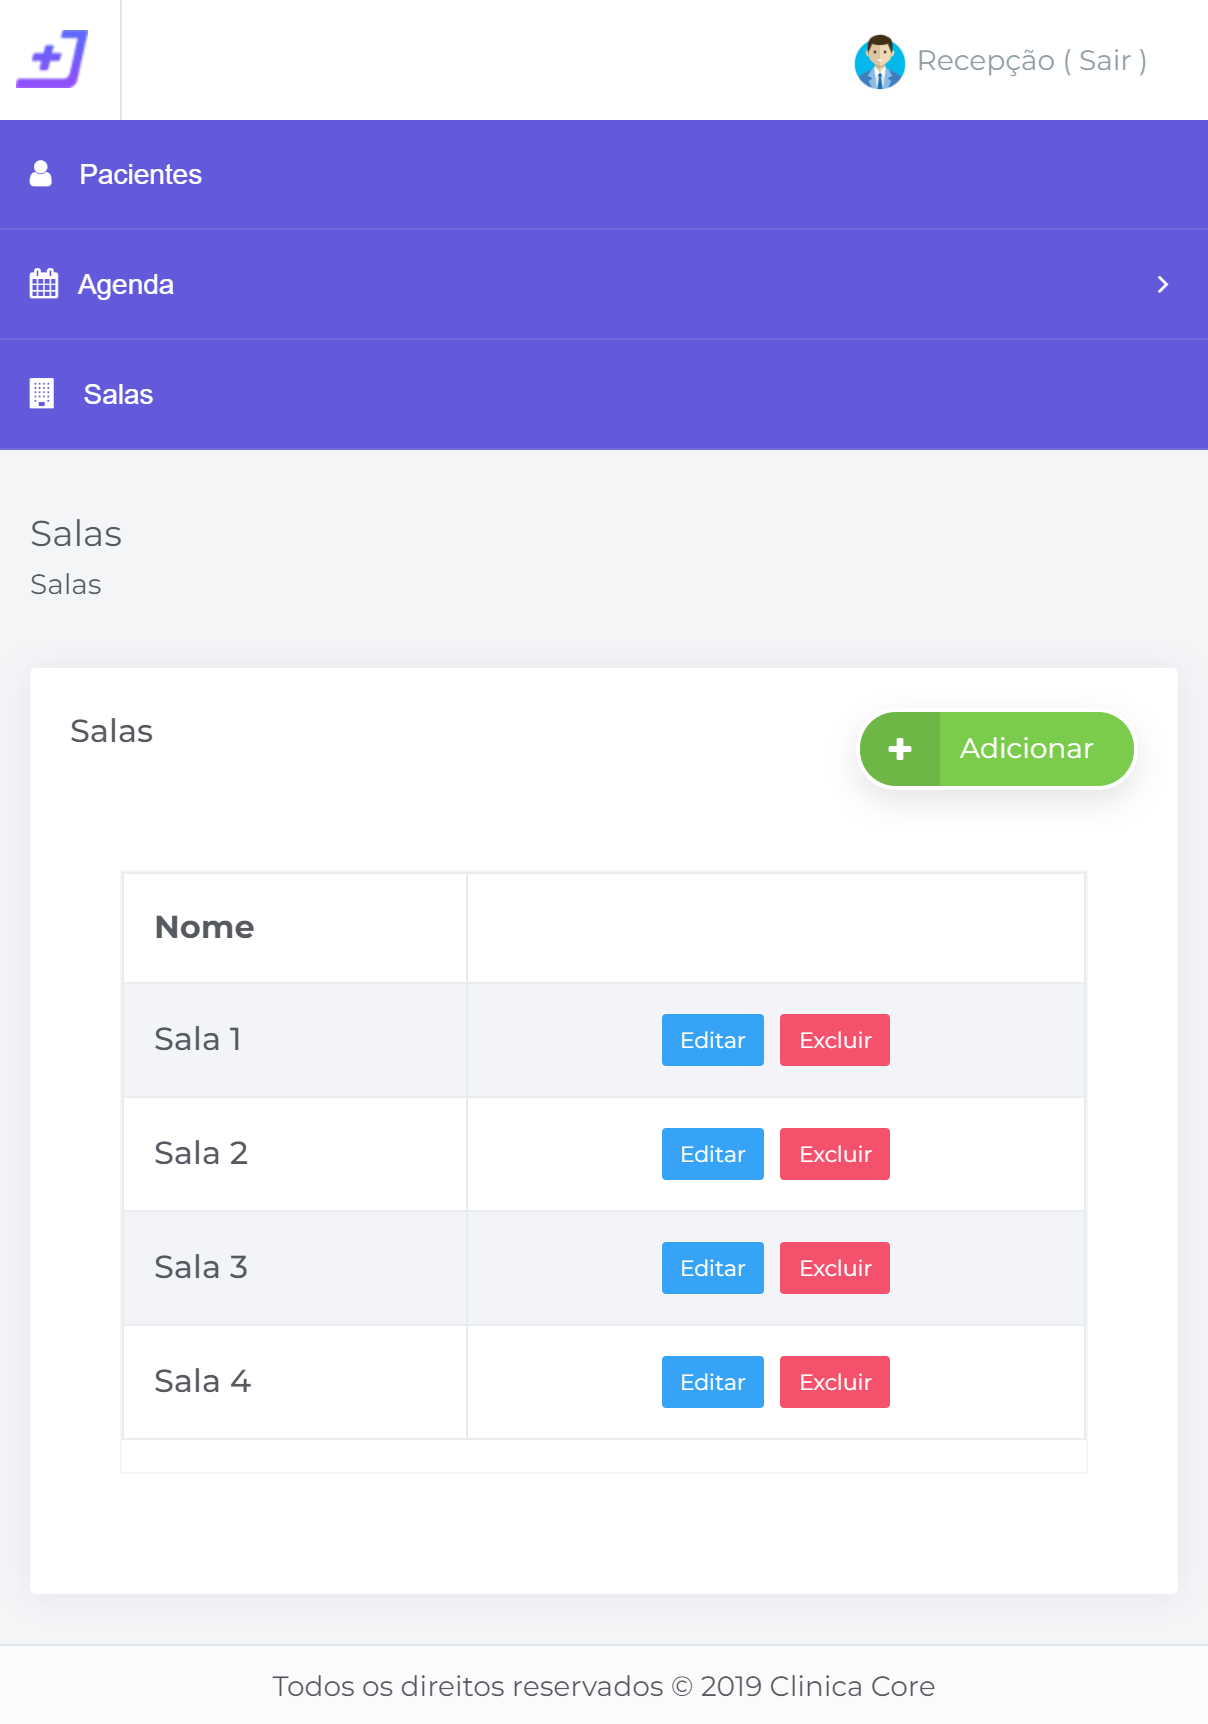 Recepção ( Sair )
Pacientes
Agenda
Salas
Salas
Salas
Salas
Adicionar
Nome
Sala 1 Editar Excluir
Sala 2 Editar Excluir
Sala 3 Editar Excluir
Sala 4 Editar Excluir
Todos os direitos reservados © 2019 Clinica Core